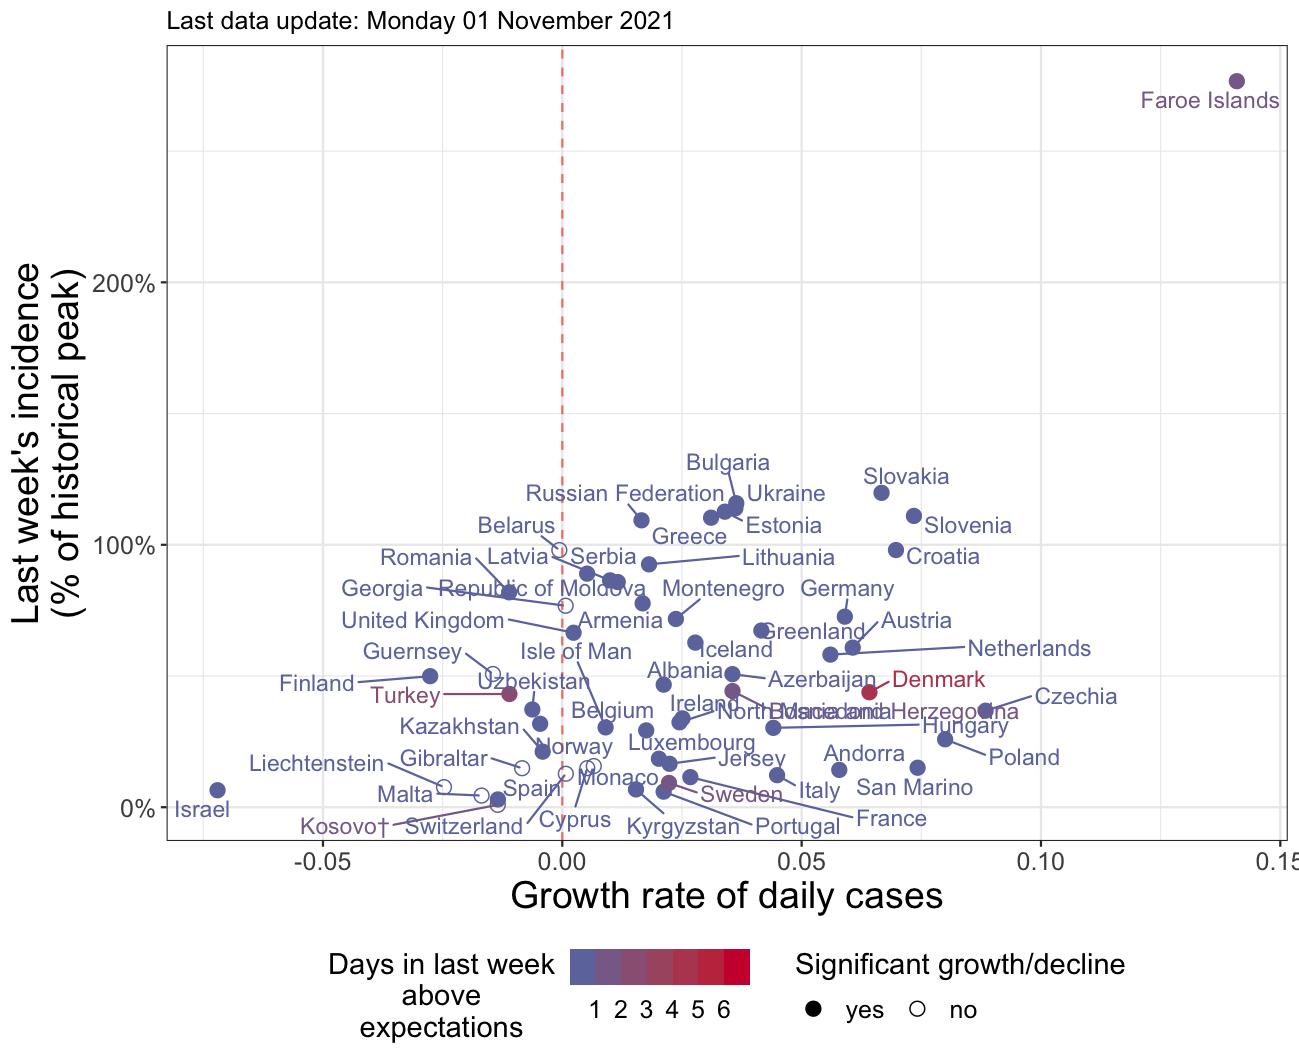 Last data update: Monday 01 November 2021
Last week's incidence
(% of historical peak)
200%
100%
0%
Faroe Islands
Bulgaria
Slovakia
Russian Federation
Ukraine
Belarus
Estonia
Slovenia
Greece
Romania
Latvia
Serbia
Lithuania
Croatia
Georgia
Republic of Moldova
Montenegro
Germany
United Kingdom
Armenia
Greenland
Austria
Guernsey
Isle of Man
Iceland
Netherlands
Finland
Uzbekistan
Albania
Azerbaijan
Denmark
Turkey
Czechia
Belgium
Ireland
North Macedonia
Bosnia and Herzegovina
Kazakhstan
Hungary
Norway
Luxembourg
Liechtenstein
Gibraltar
Jersey
Andorra
Poland
Malta
Spain
Monaco
Sweden
Italy
San Marino
Israel
Kosovo†
Switzerland
Cyprus
Kyrgyzstan
Portugal
France
-0.05
0.00
0.05
0.10
0.15
Growth rate of daily cases
Days in last week
above
expectations
1 2 3 4 5 6
Significant growth/decline
yes
no